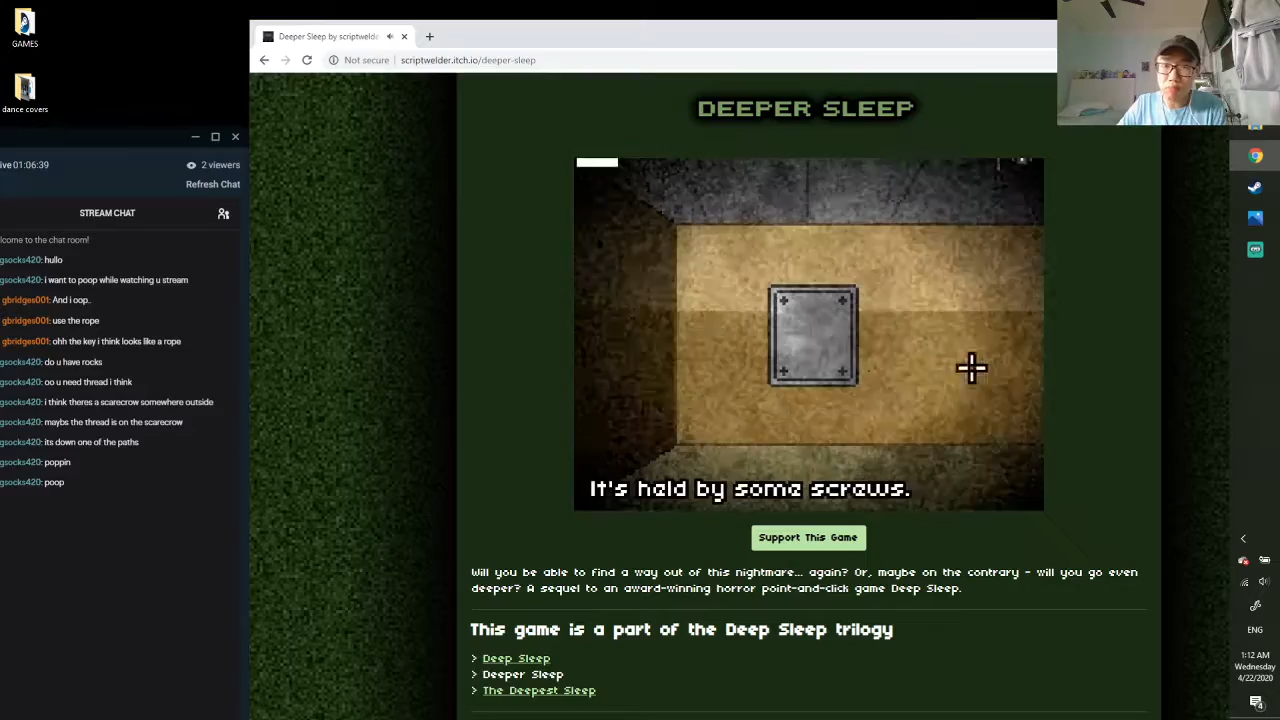 GAMES
dance covers
ive 01:06:39
2 viewers
Refresh Chat
STREAM CHAT
lcome to the chat room!
gsocks420: hullo
gsocks420: i want to poop while watching u stream
gbridges001: And i oop..
gbridges001: use the rope
gbridges001: ohh the key i think looks like a rope
gsocks420: do u have rocks
gsocks420: oo u need thread i think
gsocks420: i think theres a scarecrow somewhere outside
gsocks420: maybs the thread is on the scarecrow
gsocks420: its down one of the paths
gsocks420: poppin
gsocks420: poop
Deeper Sleep by scriptwelde
Not secure
scriptwelder.itch.io/deeper-sleep
DEEPER SLEEP
It's held by some screws.
Support This Game
Will you be able to find a way out of this nightmare... again? Or, maybe on the contrary - will you go even
deeper? A sequel to an award-winning horror point-and-click game Deep Sleep.
This game is a part of the Deep Sleep trilogy
> Deep Sleep
> Deeper Sleep
> The Deepest Sleep
ENG
1:12 AM
Wednesday
4/22/2020
4